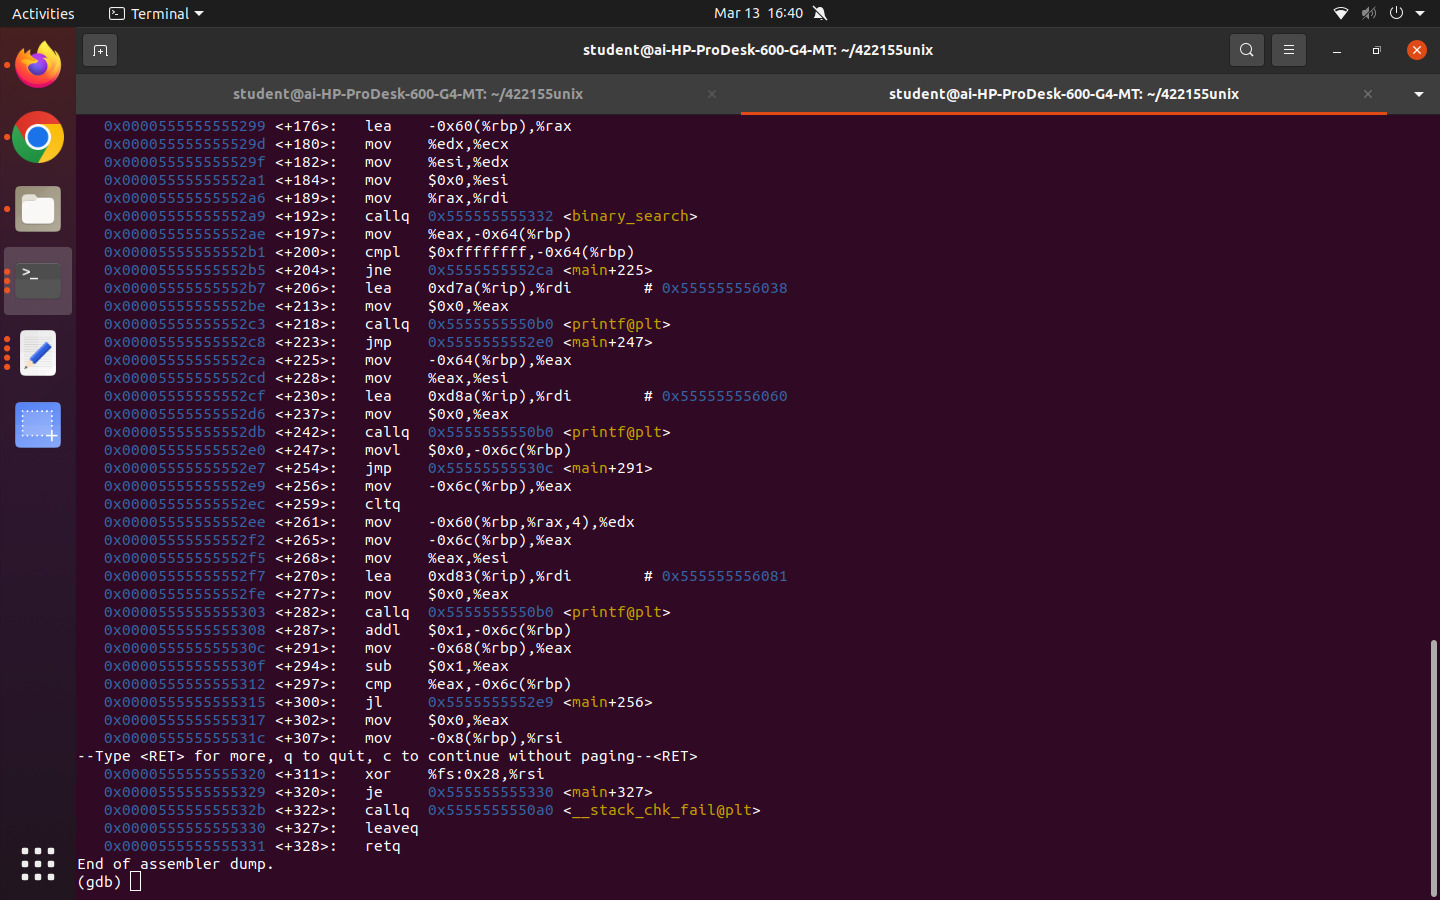 Activities Terminal Mar 13 16:40
student@ai-HP-ProDesk-600-G4-MT: ~/422155unix
student@ai-HP-ProDesk-600-G4-MT: ~/422155unix student@ai-HP-ProDesk-600-G4-MT: ~/422155unix
0x0000555555555299 <+176>: lea -0x60(%rbp),%rax
0x000055555555529d <+180>: mov %edx,%ecx
0x000055555555529f <+182>: mov %esi,%edx
0x00005555555552a1 <+184>: mov $0x0,%esi
0x00005555555552a6 <+189>: mov %rax,%rdi
0x00005555555552a9 <+192>: callq 0x555555555332 <binary_search>
0x00005555555552ae <+197>: mov %eax,-0x64(%rbp)
0x00005555555552b1 <+200>: cmpl $0xffffffff,-0x64(%rbp)
0x00005555555552b5 <+204>: jne 0x5555555552ca <main+225>
0x00005555555552b7 <+206>: lea 0xd7a(%rip),%rdi # 0x555555556038
0x00005555555552be <+213>: mov $0x0,%eax
0x00005555555552c3 <+218>: callq 0x5555555550b0 <printf@plt>
0x00005555555552c8 <+223>: jmp 0x5555555552e0 <main+247>
0x00005555555552ca <+225>: mov -0x64(%rbp),%eax
0x00005555555552cd <+228>: mov %eax,%esi
0x00005555555552cf <+230>: lea 0xd8a(%rip),%rdi # 0x555555556060
0x00005555555552d6 <+237>: mov $0x0,%eax
0x00005555555552db <+242>: callq 0x5555555550b0 <printf@plt>
0x00005555555552e0 <+247>: movl $0x0,-0x6c(%rbp)
0x00005555555552e7 <+254>: jmp 0x55555555530c <main+291>
0x00005555555552e9 <+256>: mov -0x6c(%rbp),%eax
0x00005555555552ec <+259>: cltq
0x00005555555552ee <+261>: mov -0x60(%rbp,%rax,4),%edx
0x00005555555552f2 <+265>: mov -0x6c(%rbp),%eax
0x00005555555552f5 <+268>: mov %eax,%esi
0x00005555555552f7 <+270>: lea 0xd83(%rip),%rdi # 0x555555556081
0x00005555555552fe <+277>: mov $0x0,%eax
0x0000555555555303 <+282>: callq 0x5555555550b0 <printf@plt>
0x0000555555555308 <+287>: addl $0x1,-0x6c(%rbp)
0x000055555555530c <+291>: mov -0x68(%rbp),%eax
0x000055555555530f <+294>: sub $0x1,%eax
0x0000555555555312 <+297>: cmp %eax,-0x6c(%rbp)
0x0000555555555315 <+300>: jl 0x5555555552e9 <main+256>
0x0000555555555317 <+302>: mov $0x0,%eax
0x000055555555531c <+307>: mov -0x8(%rbp),%rsi
--Type <RET> for more, q to quit, c to continue without paging--<RET>
0x0000555555555320 <+311>: xor %fs:0x28,%rsi
0x0000555555555329 <+320>: je 0x555555555330 <main+327>
0x000055555555532b <+322>: callq 0x5555555550a0 <__stack_chk_fail@plt>
0x0000555555555330 <+327>: leaveq
0x0000555555555331 <+328>: retq
End of assembler dump.
(gdb)